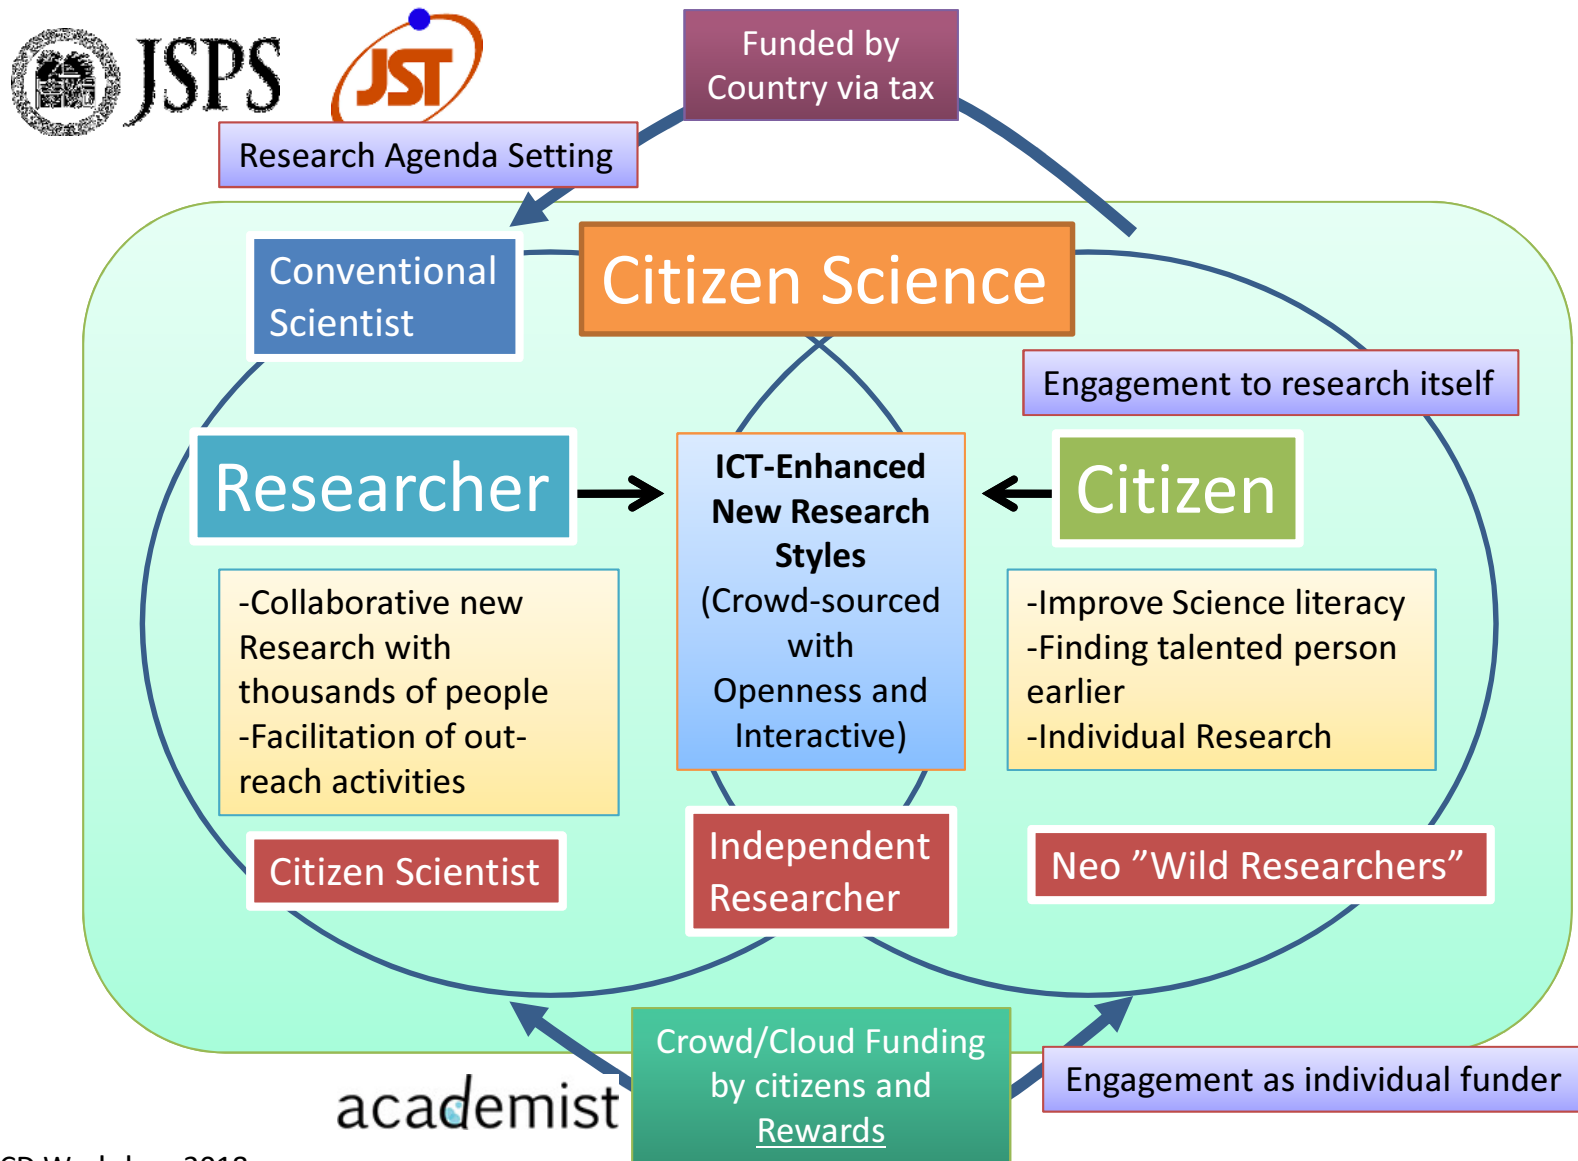 JSPS
JST
Funded by
Country via tax
Research Agenda Setting
Conventional
Scientist
Citizen Science
Engagement to research itself
Researcher
ICT-Enhanced
New Research
Styles
(Crowd-sourced
with
Openness and
Interactive)
Citizen
-Collaborative new
Research with
thousands of people
-Facilitation of out-
reach activities
-Improve Science literacy
-Finding talented person
earlier
-Individual Research
Citizen Scientist
Independent
Researcher
Neo ”Wild Researchers”
Crowd/Cloud Funding
by citizens and
Rewards
Engagement as individual funder
academist
2018